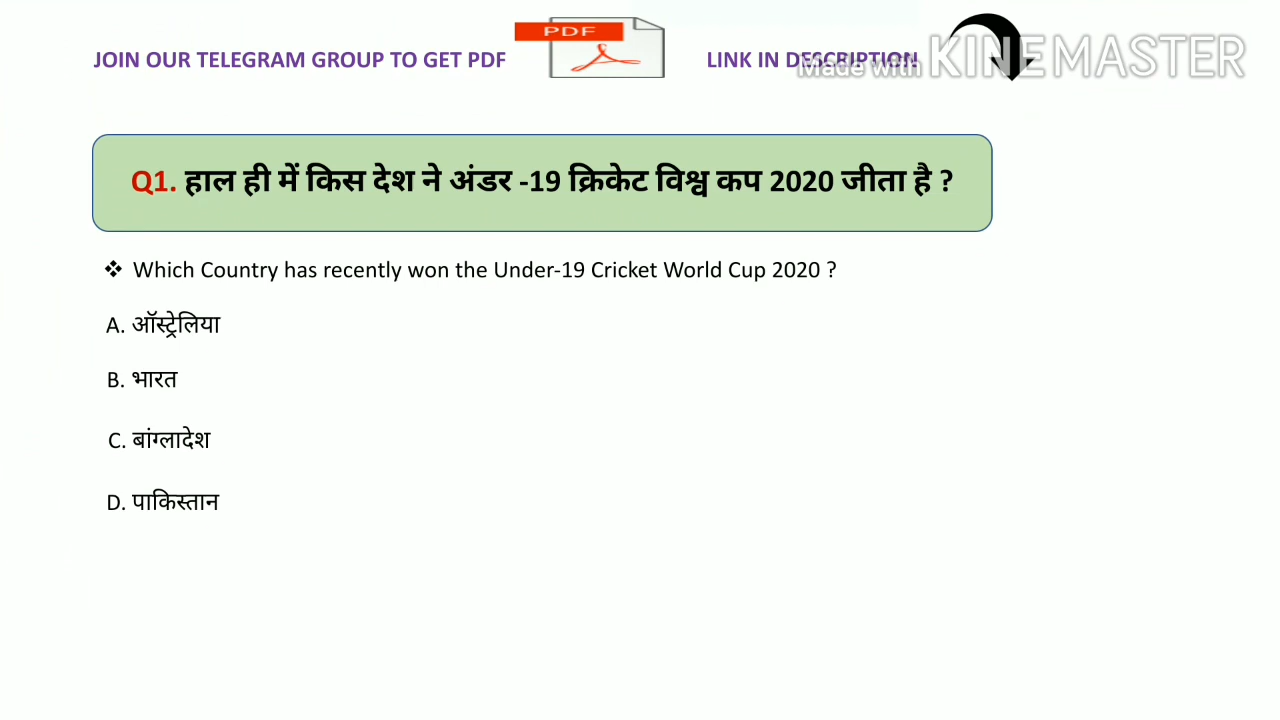 JOIN OUR TELEGRAM GROUP TO GET PDF
PDF
LINK IN DESCRIPTION
Made with KINEMASTER
Q1. हाल ही में किस देश ने अंडर -19 क्रिकेट विश्व कप 2020 जीता है ?
❖ Which Country has recently won the Under-19 Cricket World Cup 2020 ?
A. ऑस्ट्रेलिया
B. भारत
C. बांग्लादेश
D. पाकिस्तान